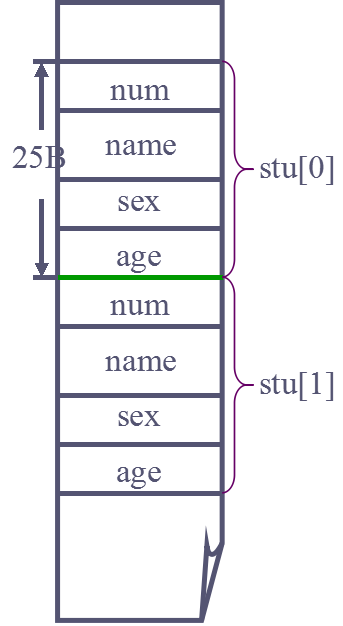 num
name
25B
sex
age
stu[0]
num
name
sex
age
stu[1]